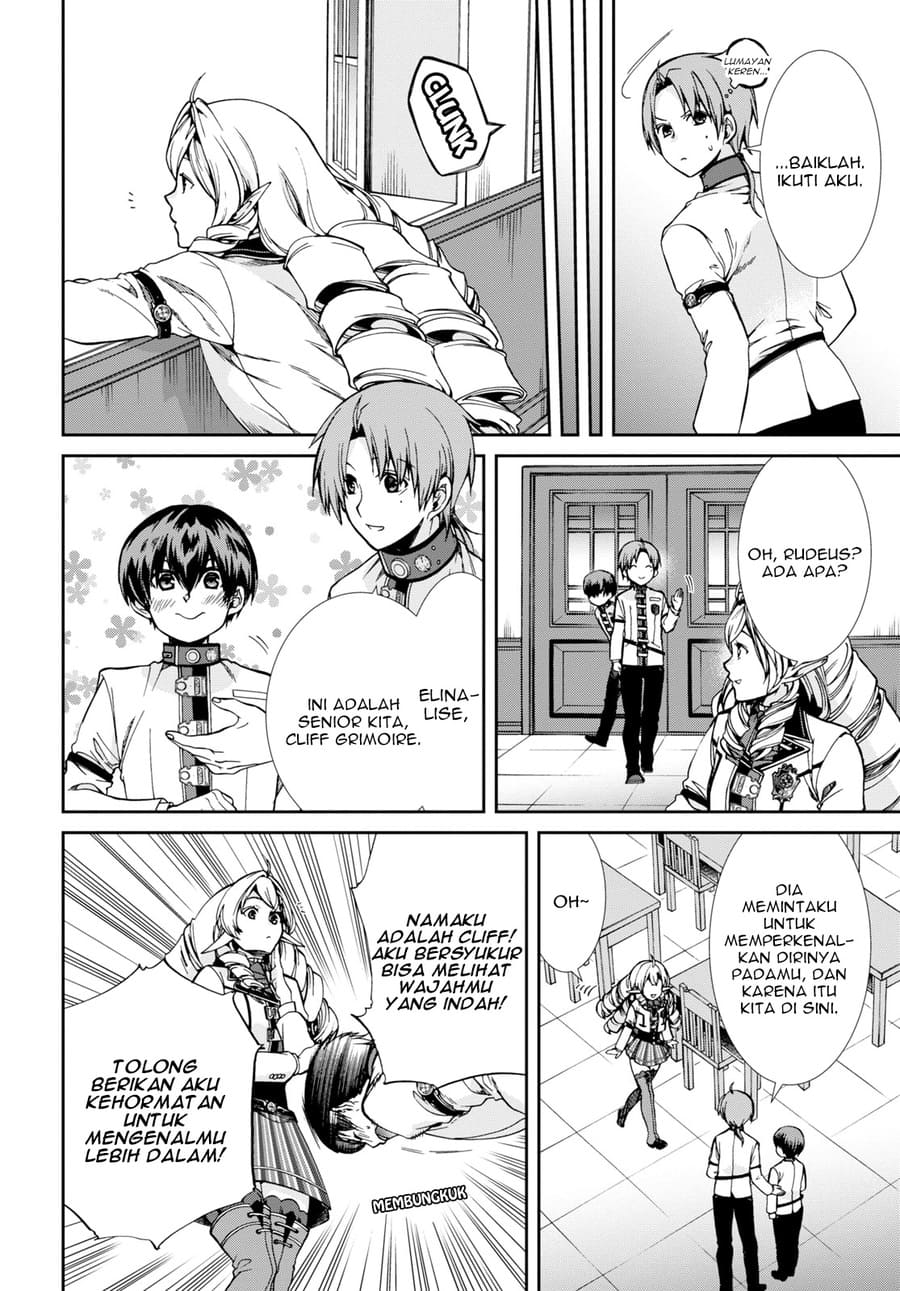 LUMAYAN
KEREN...
...BAIKLAH.
IKUTI AKU.
CLUNK
OH, RUDEUS?
ADA APA?
ELINA-
LISE,
INI ADALAH
SENIOR KITA,
CLIFF GRIMOIRE.
DIA
MEMINTAKU
UNTUK
MEMPERKENAL-
KAN DIRINYA
PADAMU, DAN
KARENA ITU
KITA DI SINI.
OH~
NAMAKU
ADALAH CLIFF!
AKU BERSYUKUR
BISA MELIHAT
WAJAHMU
YANG INDAH!
TOLONG
BERIKAN AKU
KEHORMATAN
UNTUK
MENGENALMU
LEBIH DALAM!
MEMBUNGKUK